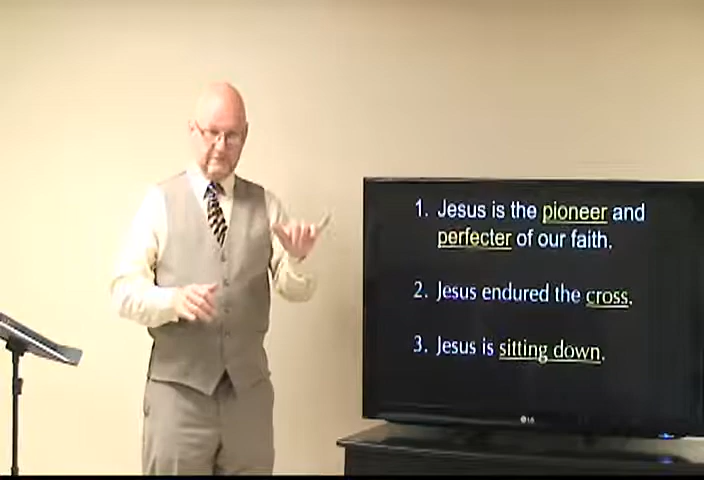 1. Jesus is the pioneer and
perfecter of our faith.
2. Jesus endured the cross.
3. Jesus is sitting down.
LG